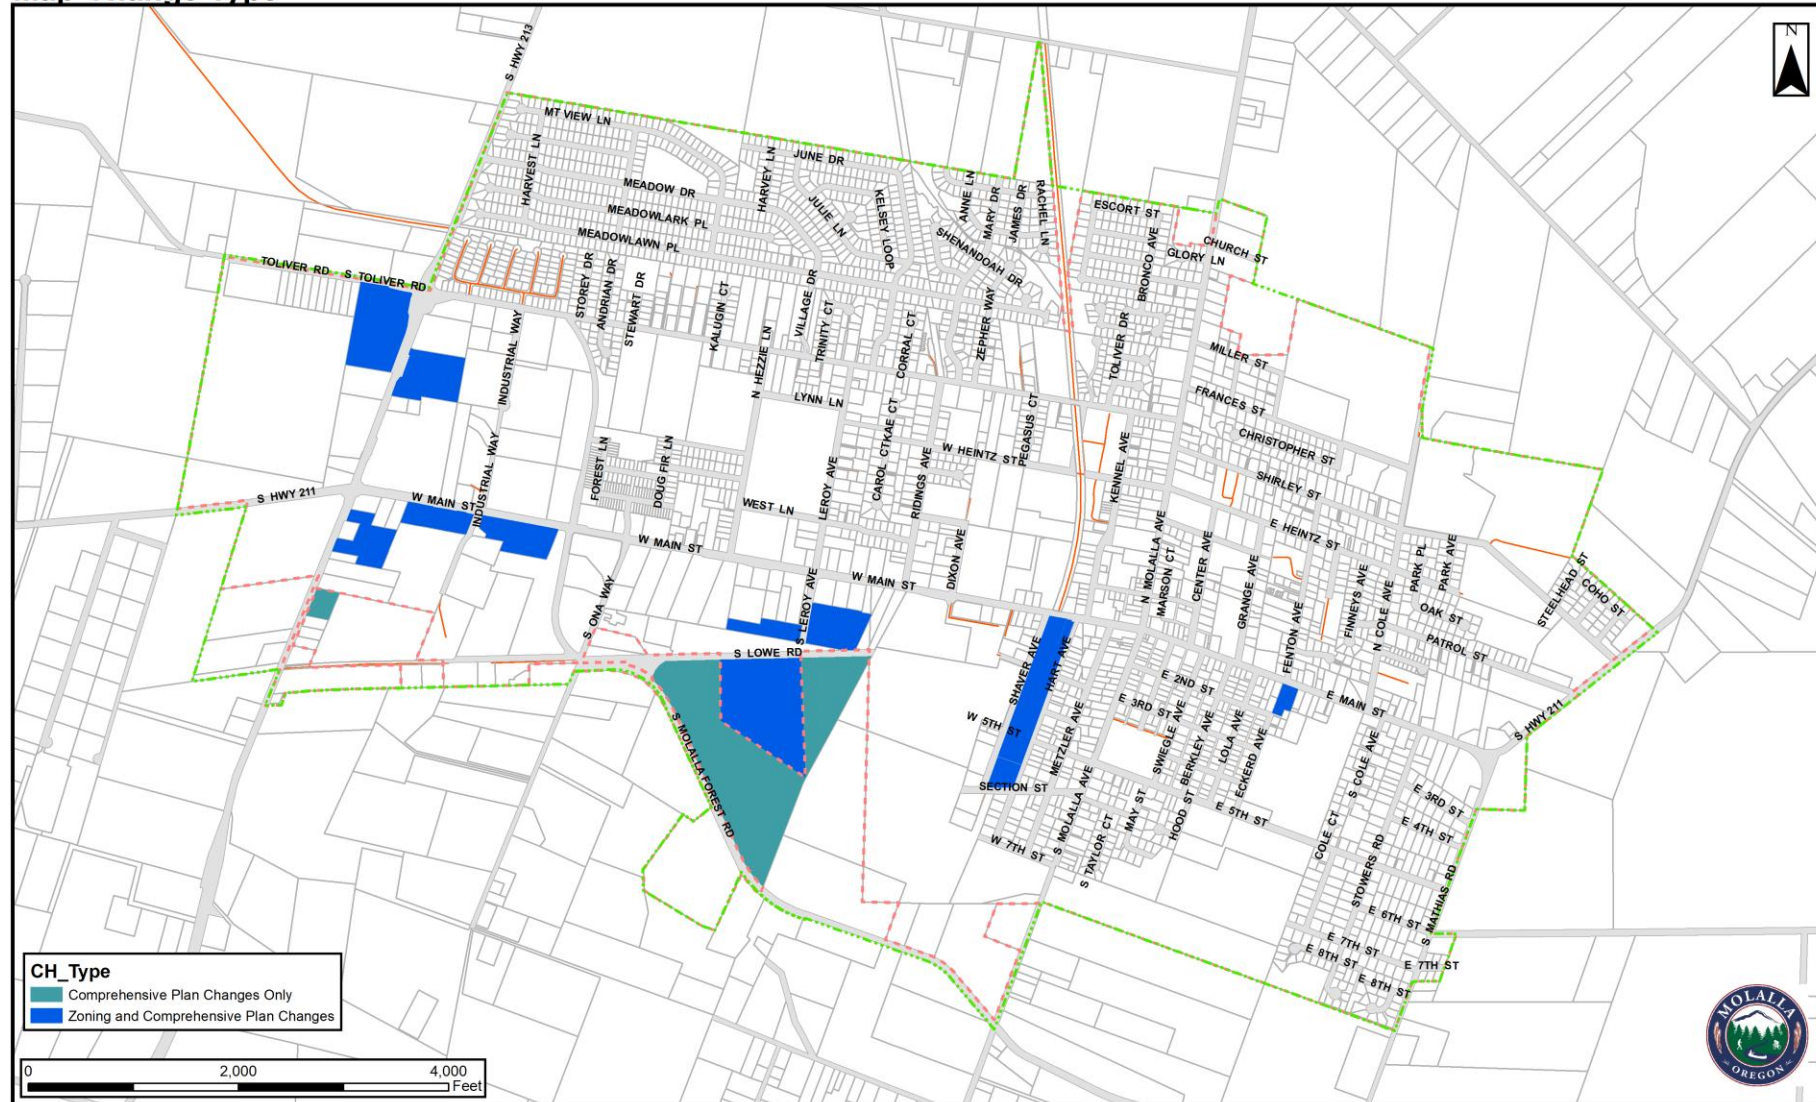 N
S HWY 213
MT VIEW LN
HARVEST LN
MEADOW DR
MEADOWLARK PL
MEADOWLAWN PL
HARVEY LN
JUNE DR
JULIE LN
KELSEY LOOP
ANNE LN
MARY DR
JAMES DR
RACHEL LN
SHENANDOAH DR
ESCORT ST
CHURCH ST
GLORY LN
BRONCO AVE
TOLIVER RD
S TOLIVER RD
STOREY DR
ANDRIAN DR
STEWART DR
KALUGIN CT
VILLAGE DR
TRINITY CT
CORRAL CT
ZEPHER WAY
TOLIVER DR
MILLER ST
INDUSTRIAL WAY
N HEZZIE LN
LYNN LN
FRANCES ST
CHRISTOPHER ST
INDUSTRIAL WAY
FOREST LN
DOUG FIR LN
LEROY AVE
CAROL CTKAE CT
RIDINGS AVE
W HEINTZ ST
PEGASUS CT
KENNEL AVE
SHIRLEY ST
S HWY 211
W MAIN ST
WEST LN
W MAIN ST
W MAIN ST
DIXON AVE
N MOLALLA AVE
MARSON CT
CENTER AVE
GRANGE AVE
E HEINTZ ST
FENTON AVE
FINNEYS AVE
N COLE AVE
PARK PL
PARK AVE
OAK ST
PATROL ST
STEELHEAD ST
COHO ST
S ONA WAY
S LEROY AVE
S LOWE RD
SHAVER AVE
HART AVE
E 2ND ST
E 3RD ST
E MAIN ST
S HWY 211
W 5TH ST
METZLER AVE
SWIEGLE AVE
BERKLEY AVE
LOLA AVE
ECKERD AVE
S MOLALLA FOREST RD
SECTION ST
S MOLALLA AVE
MAY ST
HOOD ST
E 5TH ST
S COLE AVE
COLE CT
E 3RD ST
E 4TH ST
W 7TH ST
S TAYLOR CT
STOWERS RD
S MATHIAS RD
E 6TH ST
E 7TH ST
E 8TH ST
E 7TH ST
E 8TH ST
CH_Type
Comprehensive Plan Changes Only
Zoning and Comprehensive Plan Changes
0 2,000 4,000
Feet
MOLALLA
OREGON